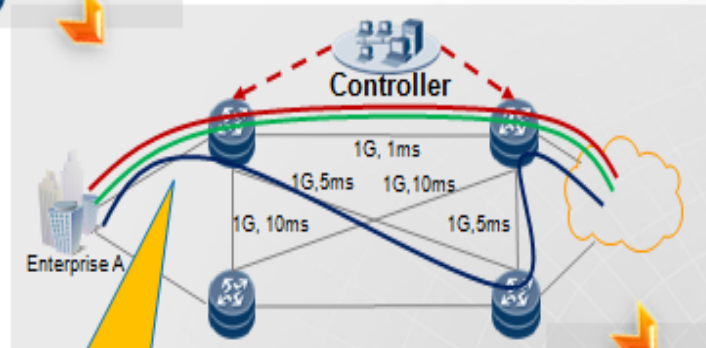 Controller
1G, 1ms
1G,5ms
1G,10ms
1G, 10ms
1G,5ms
Enterprise A